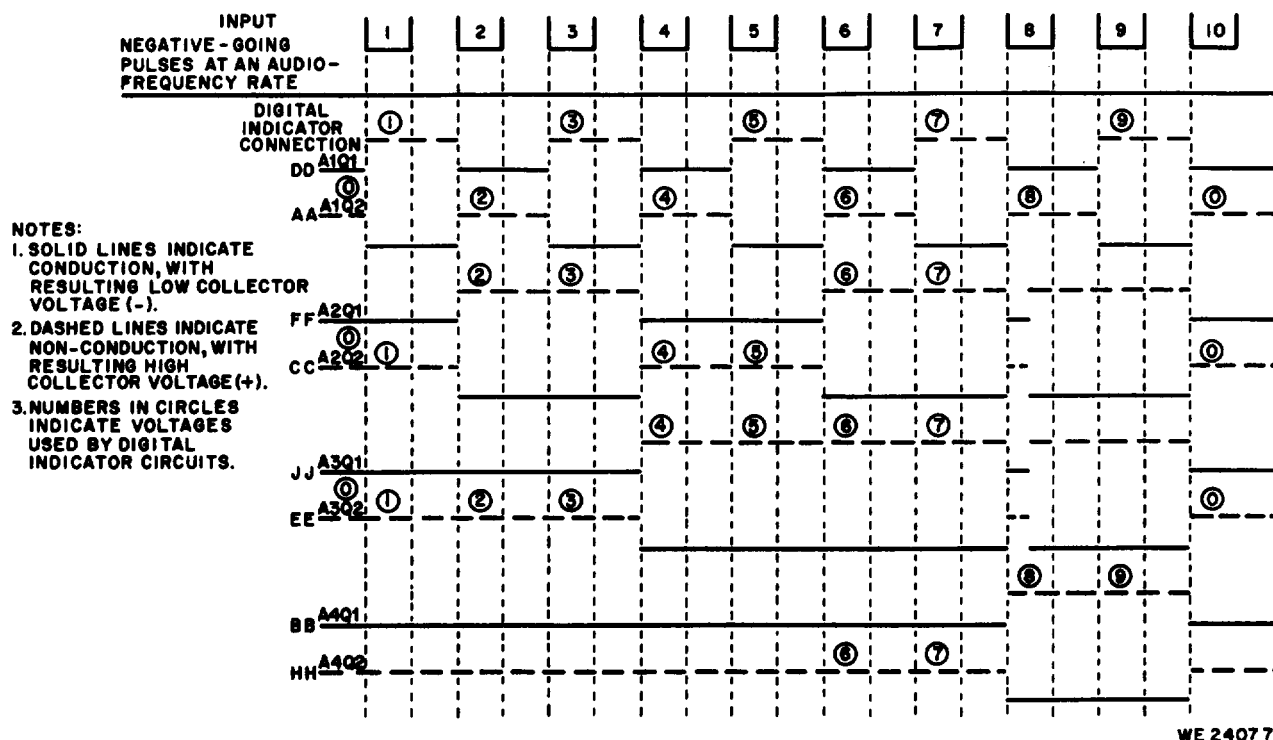 INPUT
NEGATIVE-GOING
PULSES AT AN AUDIO-
FREQUENCY RATE
1 2 3 4 5 6 7 8 9 10
DIGITAL
INDICATOR
CONNECTION
1 3 5 7 9
DD A1Q1
0 2 4 6 8 0
AA A1Q2
2 3 6 7
FF A2Q1
0 1 4 5 0
CC A2Q2
4 5 6 7
JJ A3Q1
0 1 2 3 0
EE A3Q2
8 9
BB A4Q1
6 7
HH A4Q2
NOTES:
1. SOLID LINES INDICATE
CONDUCTION, WITH
RESULTING LOW COLLECTOR
VOLTAGE (-).
2. DASHED LINES INDICATE
NON-CONDUCTION, WITH
RESULTING HIGH
COLLECTOR VOLTAGE (+).
3. NUMBERS IN CIRCLES
INDICATE VOLTAGES
USED BY DIGITAL
INDICATOR CIRCUITS.
WE 24077